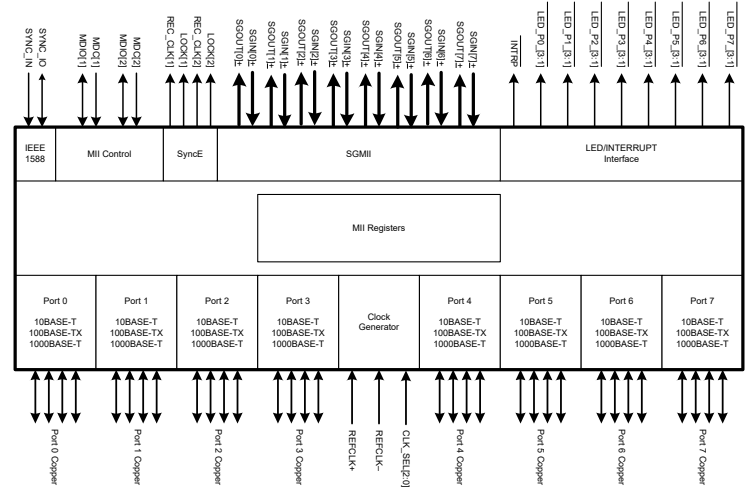 SYNC_IN
SYNC_IO
MDIO[1]
MDC[1]
MDIO[2]
MDC[2]
REC_CLK[1]
LOCK[1]
REC_CLK[2]
LOCK[2]
SGOUT[0]±
SGIN[0]±
SGOUT[1]±
SGIN[1]±
SGOUT[2]±
SGIN[2]±
SGOUT[3]±
SGIN[3]±
SGOUT[4]±
SGIN[4]±
SGOUT[5]±
SGIN[5]±
SGOUT[6]±
SGIN[6]±
SGOUT[7]±
SGIN[7]±
INTRP
LED_P0_[3:1]
LED_P1_[3:1]
LED_P2_[3:1]
LED_P3_[3:1]
LED_P4_[3:1]
LED_P5_[3:1]
LED_P6_[3:1]
LED_P7_[3:1]
IEEE
1588
MII Control
SyncE
SGMII
LED/INTERRUPT
Interface
MII Registers
Port 0
10BASE-T
100BASE-TX
1000BASE-T
Port 1
10BASE-T
100BASE-TX
1000BASE-T
Port 2
10BASE-T
100BASE-TX
1000BASE-T
Port 3
10BASE-T
100BASE-TX
1000BASE-T
Clock
Generator
Port 4
10BASE-T
100BASE-TX
1000BASE-T
Port 5
10BASE-T
100BASE-TX
1000BASE-T
Port 6
10BASE-T
100BASE-TX
1000BASE-T
Port 7
10BASE-T
100BASE-TX
1000BASE-T
Port 0 Copper
Port 1 Copper
Port 2 Copper
Port 3 Copper
REFCLK+
REFCLK–
CLK_SEL[2:0]
Port 4 Copper
Port 5 Copper
Port 6 Copper
Port 7 Copper